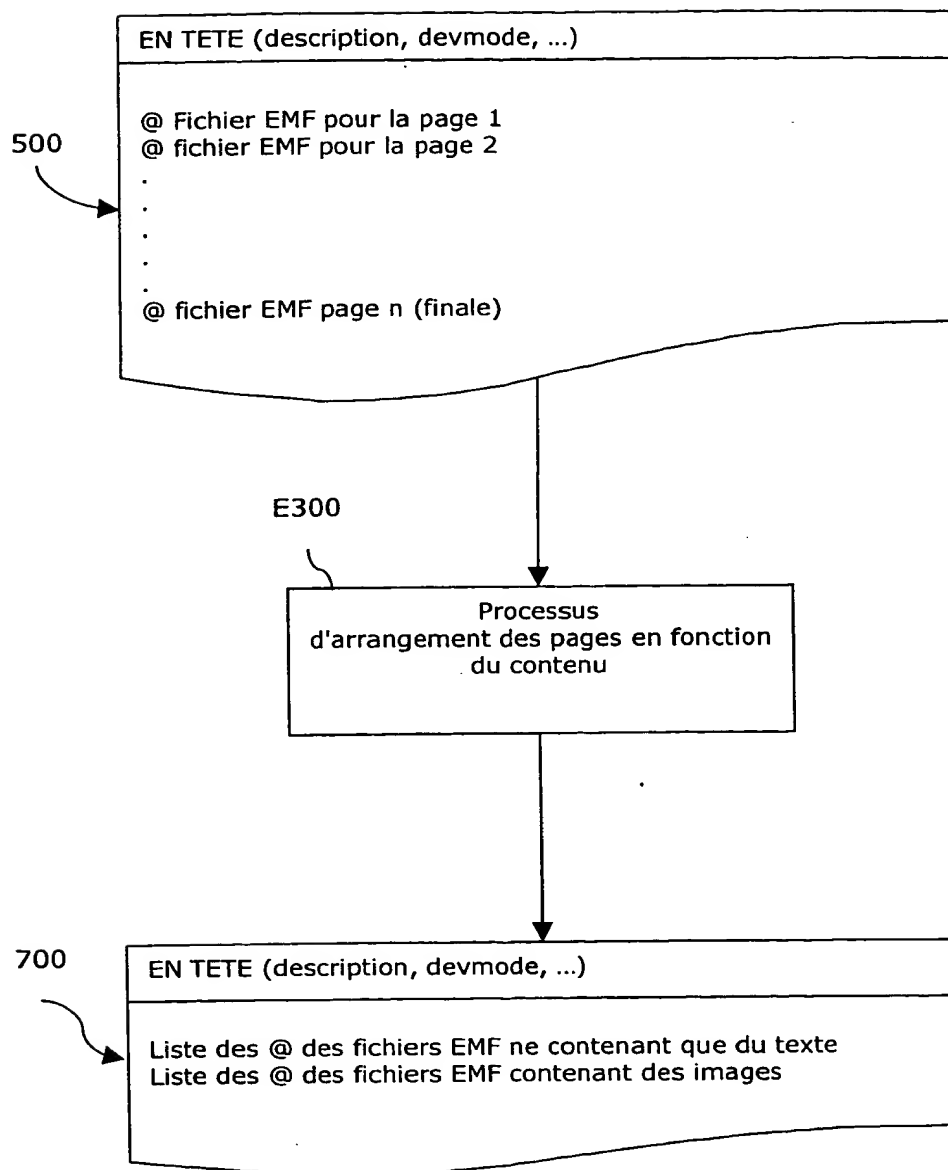 EN TETE (description, devmode, ...)
@ Fichier EMF pour la page 1
@ fichier EMF pour la page 2
.
.
.
.
.
@ fichier EMF page n (finale)
500
E300
Processus
d'arrangement des pages en fonction
du contenu
700
EN TETE (description, devmode, ...)
Liste des @ des fichiers EMF ne contenant que du texte
Liste des @ des fichiers EMF contenant des images